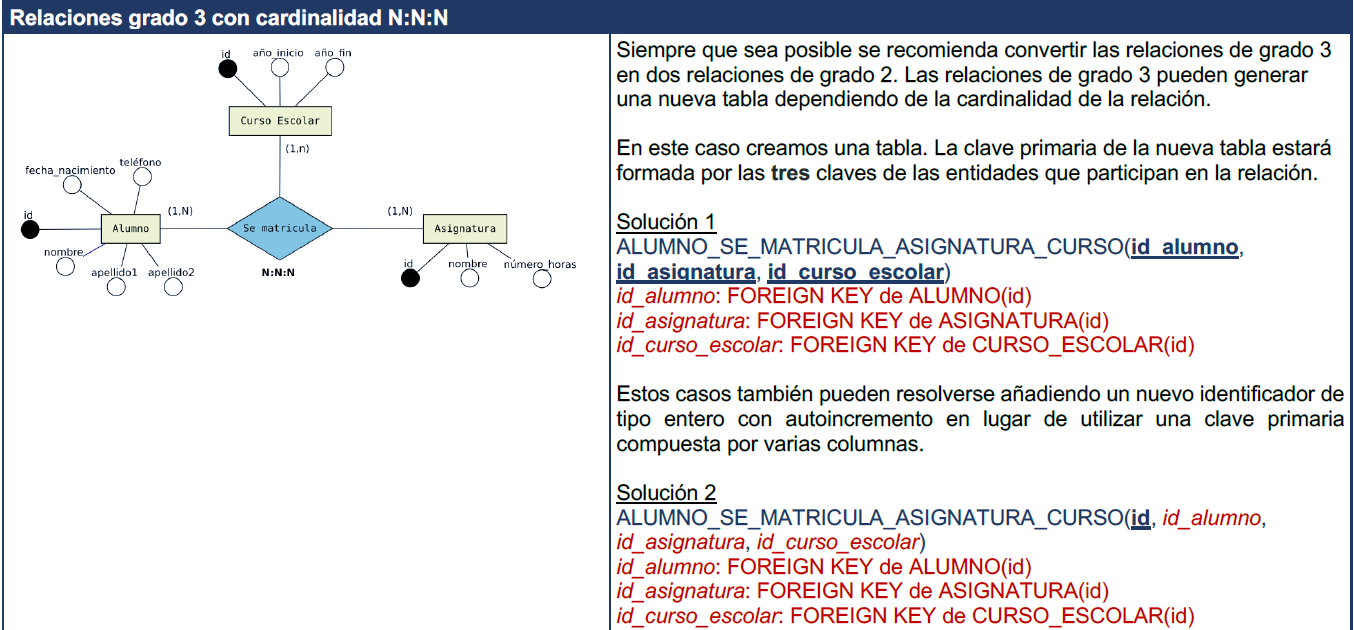 Relaciones grado 3 con cardinalidad N:N:N
id
año_inicio
año_fin
Curso Escolar
(1,n)
fecha_nacimiento
teléfono
id
Alumno
(1,N)
Se matricula
(1,N)
Asignatura
nombre
apellido1
apellido2
N:N:N
id
nombre
número_horas
Siempre que sea posible se recomienda convertir las relaciones de grado 3
en dos relaciones de grado 2. Las relaciones de grado 3 pueden generar
una nueva tabla dependiendo de la cardinalidad de la relación.
En este caso creamos una tabla. La clave primaria de la nueva tabla estará
formada por las tres claves de las entidades que participan en la relación.
Solución 1
ALUMNO_SE_MATRICULA_ASIGNATURA_CURSO(id_alumno,
id_asignatura, id_curso_escolar)
id_alumno: FOREIGN KEY de ALUMNO(id)
id_asignatura: FOREIGN KEY de ASIGNATURA(id)
id_curso_escolar: FOREIGN KEY de CURSO_ESCOLAR(id)
Estos casos también pueden resolverse añadiendo un nuevo identificador de
tipo entero con autoincremento en lugar de utilizar una clave primaria
compuesta por varias columnas.
Solución 2
ALUMNO_SE_MATRICULA_ASIGNATURA_CURSO(id, id_alumno,
id_asignatura, id_curso_escolar)
id_alumno: FOREIGN KEY de ALUMNO(id)
id_asignatura: FOREIGN KEY de ASIGNATURA(id)
id_curso_escolar: FOREIGN KEY de CURSO_ESCOLAR(id)